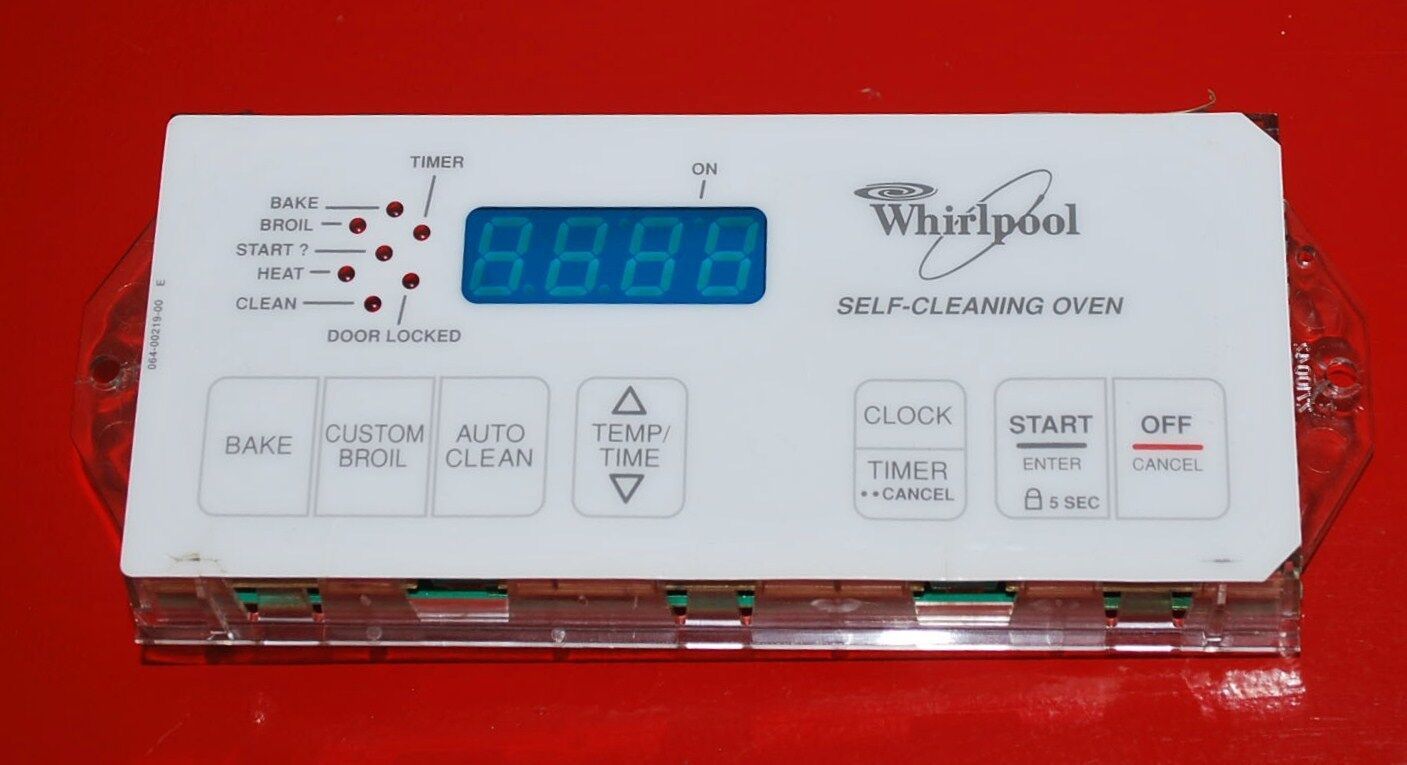 TIMER
ON
BAKE
BROIL
START ?
HEAT
CLEAN
DOOR LOCKED
064-00219-00 E
Whirlpool
SELF-CLEANING OVEN
BAKE
CUSTOM
BROIL
AUTO
CLEAN
TEMP/
TIME
CLOCK
TIMER
••CANCEL
START
ENTER
5 SEC
OFF
CANCEL